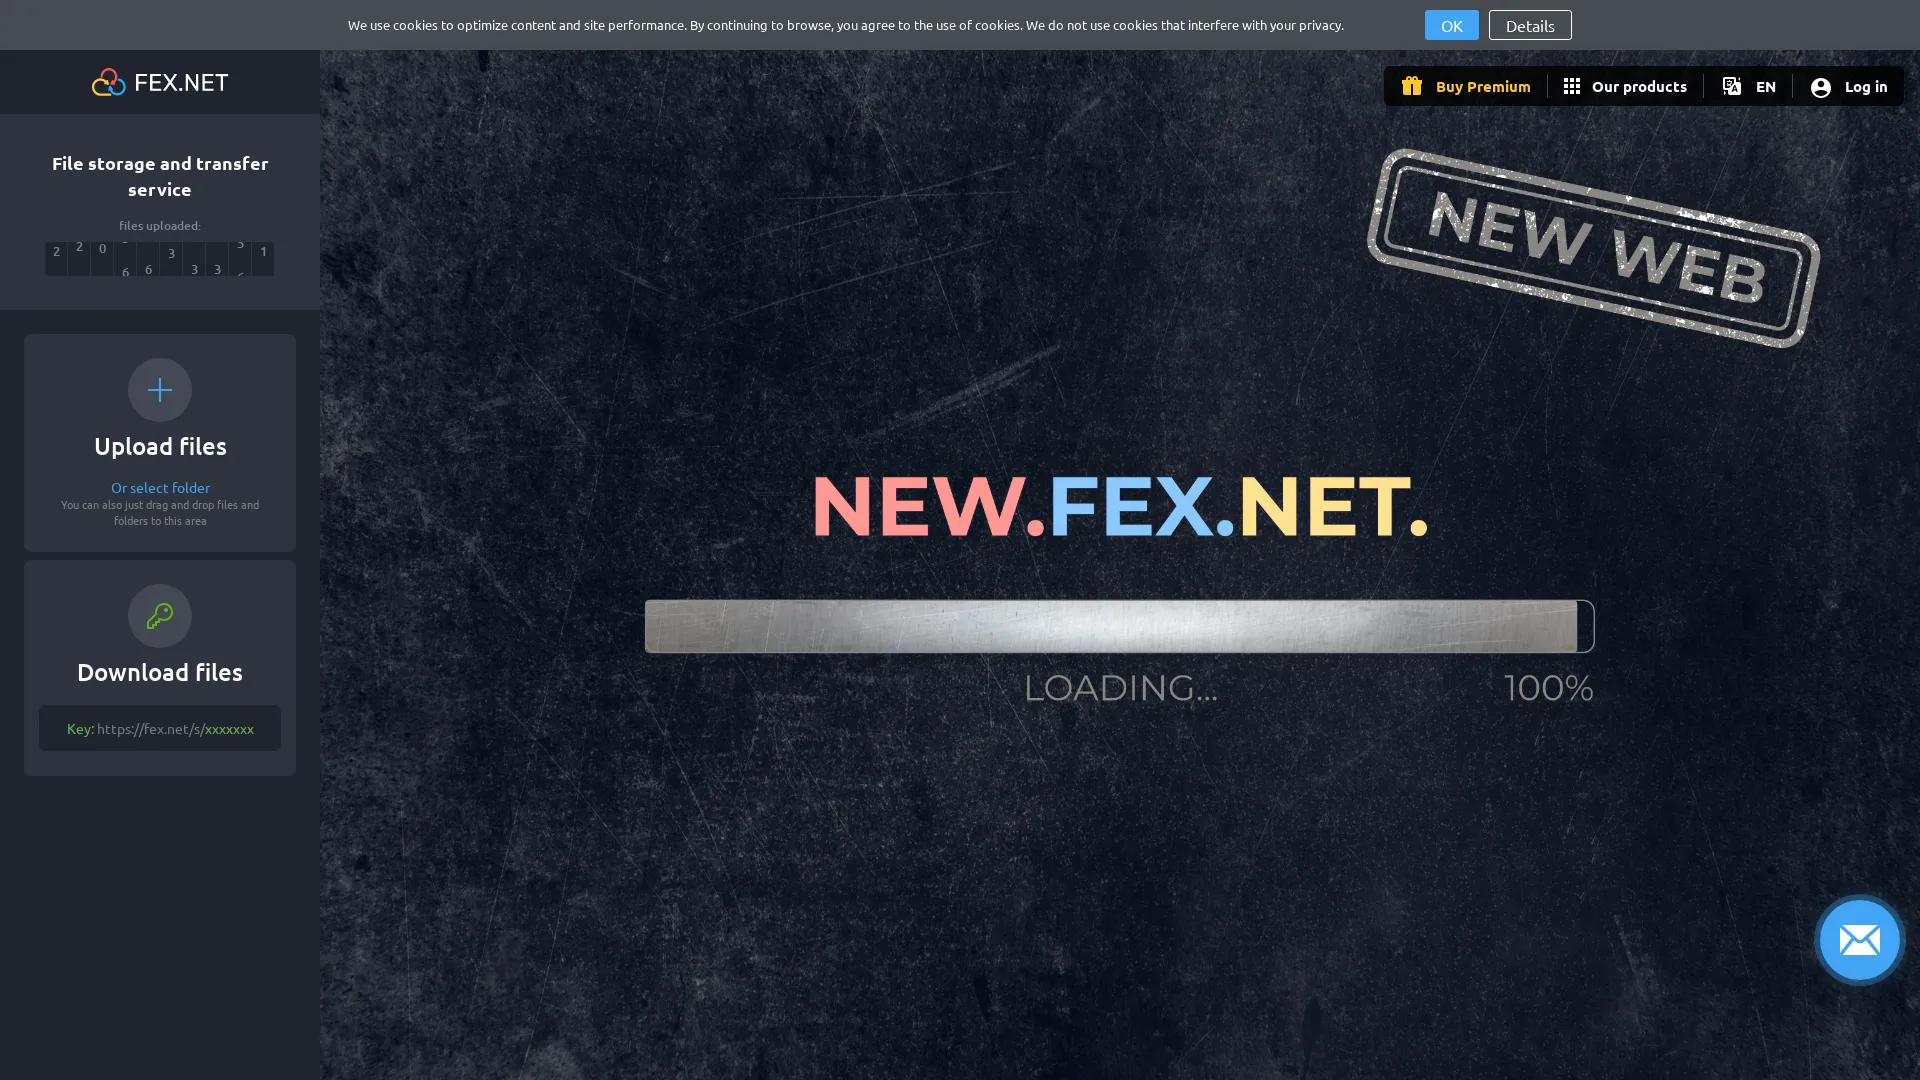 We use cookies to optimize content and site performance. By continuing to browse, you agree to the use of cookies. We do not use cookies that interfere with your privacy.
OK
Details
FEX.NET
Buy Premium
Our products
EN
Log in
File storage and transfer
service
files uploaded:
NEW WEB
Upload files
Or select folder
You can also just drag and drop files and
folders to this area
NEW.FEX.NET.
LOADING...
100%
Download files
Key: https://fex.net/s/xxxxxxx